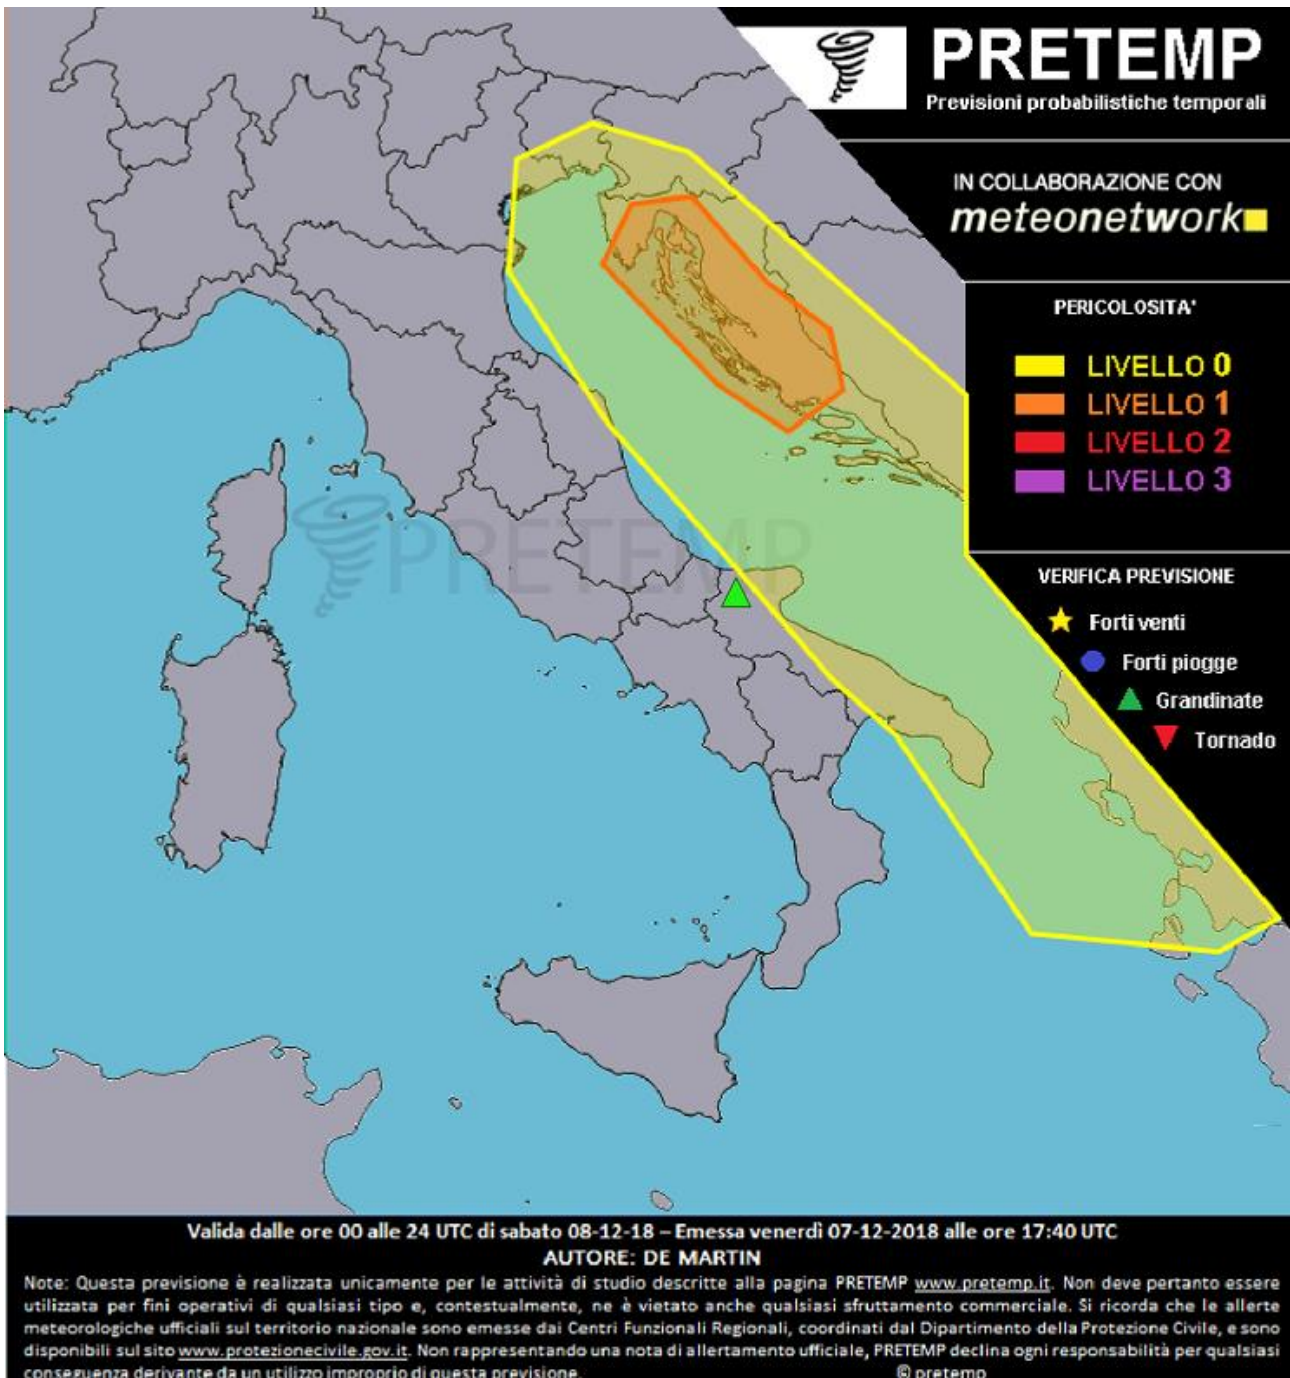 PRETEMP
Previsioni probabilistiche temporali
IN COLLABORAZIONE CON
meteonetwork
PERICOLOSITA'
LIVELLO 0
LIVELLO 1
LIVELLO 2
LIVELLO 3
PRETEMP
VERIFICA PREVISIONE
Forti venti
Forti piogge
Grandinate
Tornado
Valida dalle ore 00 alle 24 UTC di sabato 08-12-18 – Emessa venerdì 07-12-2018 alle ore 17:40 UTC
AUTORE: DE MARTIN
Note: Questa previsione è realizzata unicamente per le attività di studio descritte alla pagina PRETEMP www.pretemp.it. Non deve pertanto essere
utilizzata per fini operativi di qualsiasi tipo e, contestualmente, ne è vietato anche qualsiasi sfruttamento commerciale. Si ricorda che le allerte
meteorologiche ufficiali sul territorio nazionale sono emesse dai Centri Funzionali Regionali, coordinati dal Dipartimento della Protezione Civile, e sono
disponibili sul sito www.protezionecivile.gov.it. Non rappresentando una nota di allertamento ufficiale, PRETEMP declina ogni responsabilità per qualsiasi
conseguenza derivante da un utilizzo improprio di questa previsione. © pretemp